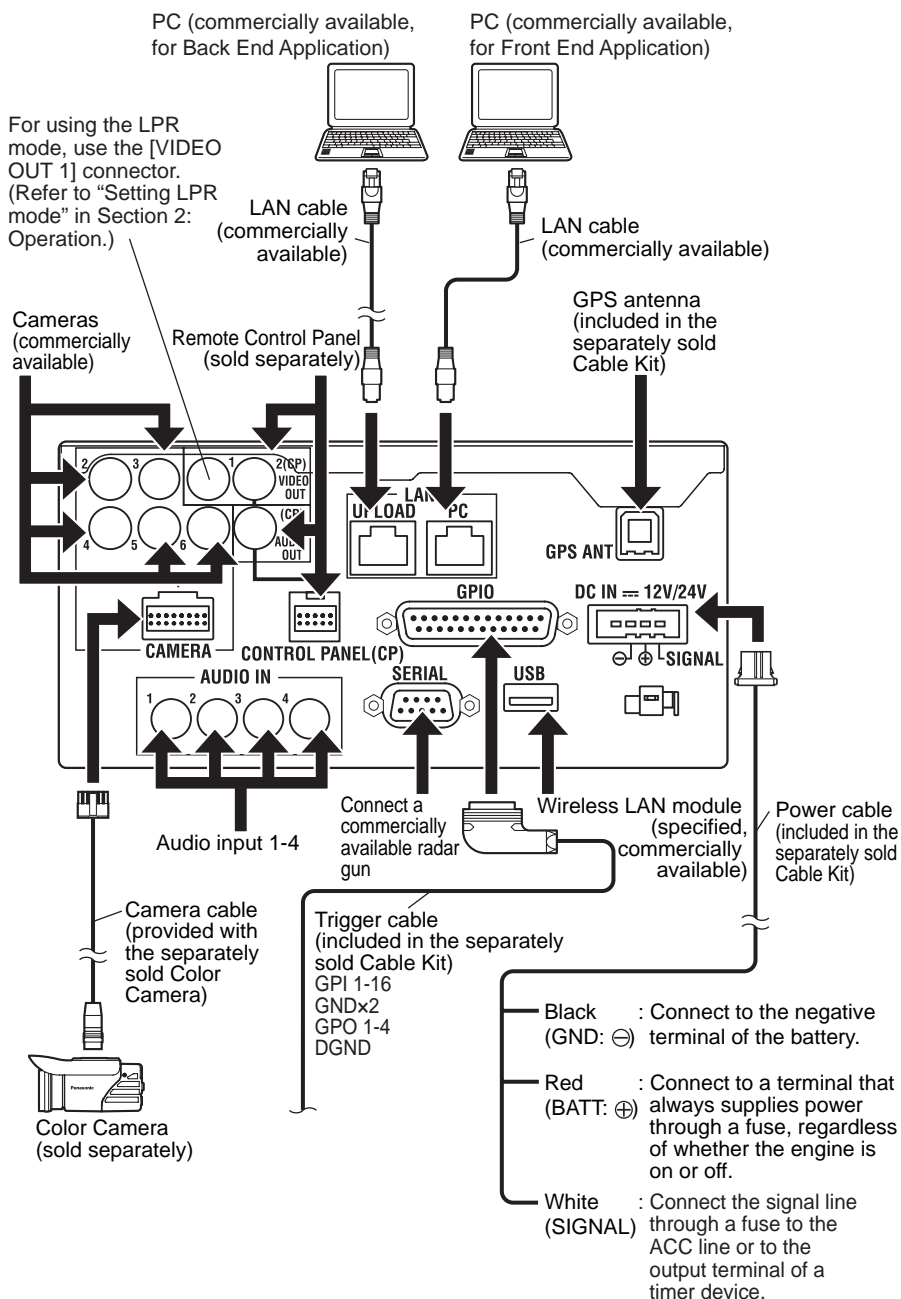 PC (commercially available,
for Back End Application)
PC (commercially available,
for Front End Application)
For using the LPR
mode, use the [VIDEO
OUT 1] connector.
(Refer to “Setting LPR
mode” in Section 2:
Operation.)
LAN cable
(commercially
available)
LAN cable
(commercially available)
GPS antenna
(included in the
separately sold
Cable Kit)
Cameras
(commercially
available)
Remote Control Panel
(sold separately)
2
3
1
2(CP)
VIDEO
OUT
4
5
6
(CP)
AUDIO
OUT
LAN
UPLOAD
PC
GPS ANT
GPIO
DC IN ⎓ 12V/24V
⊖ ⊕ SIGNAL
CAMERA
CONTROL PANEL(CP)
AUDIO IN
1
2
3
4
SERIAL
USB
Audio input 1-4
Connect a
commercially
available radar
gun
Wireless LAN module
(specified,
commercially
available)
Power cable
(included in the
separately sold
Cable Kit)
Camera cable
(provided with
the separately
sold Color
Camera)
Trigger cable
(included in the separately
sold Cable Kit)
GPI 1-16
GNDx2
GPO 1-4
DGND
Panasonic
Color Camera
(sold separately)
Black : Connect to the negative
(GND: ⊖) terminal of the battery.
Red : Connect to a terminal that
(BATT: ⊕) always supplies power
through a fuse, regardless
of whether the engine is
on or off.
White : Connect the signal line
(SIGNAL) through a fuse to the
ACC line or to the
output terminal of a
timer device.